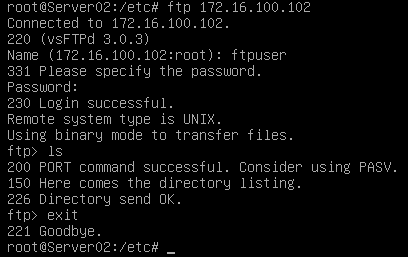 root@Server02:/etc# ftp 172.16.100.102
Connected to 172.16.100.102.
220 (vsFTPd 3.0.3)
Name (172.16.100.102:root): ftpuser
331 Please specify the password.
Password:
230 Login successful.
Remote system type is UNIX.
Using binary mode to transfer files.
ftp> ls
200 PORT command successful. Consider using PASV.
150 Here comes the directory listing.
226 Directory send OK.
ftp> exit
221 Goodbye.
root@Server02:/etc# _